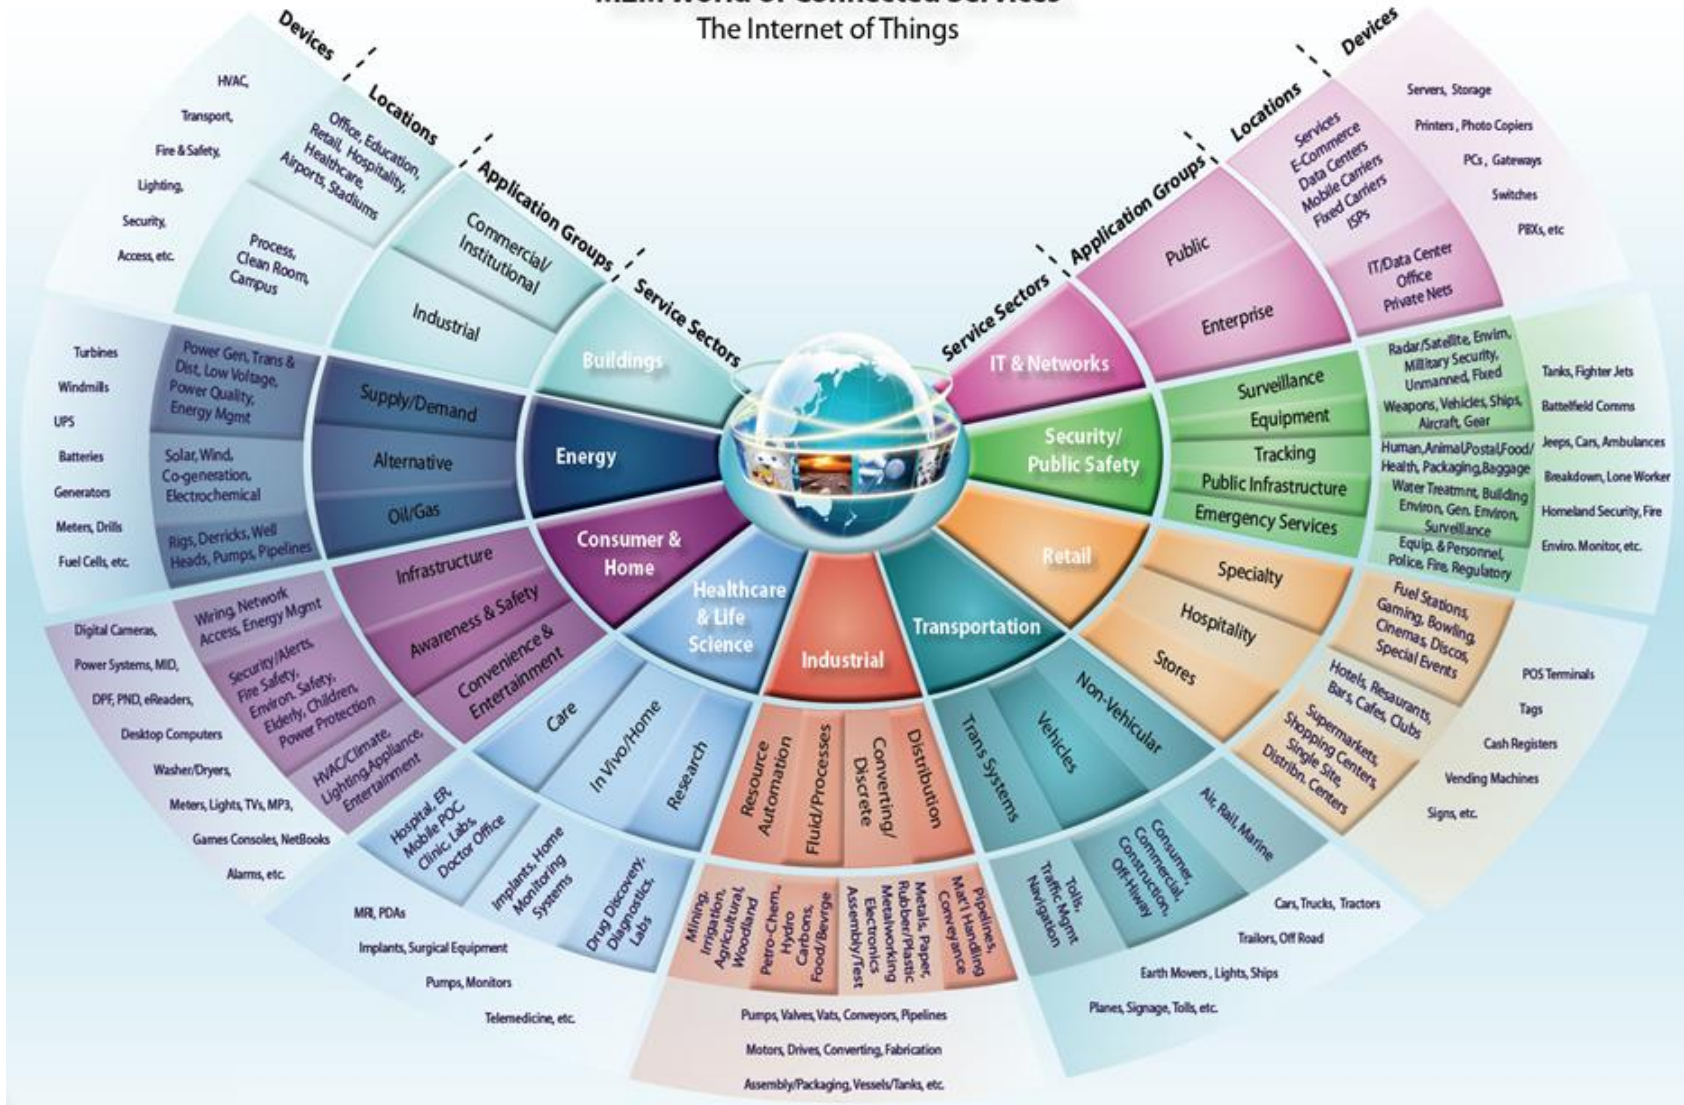 M2M World of Connected Services
The Internet of Things
Devices
Locations
Application Groups
Service Sectors
HVAC,
Transport,
Fire & Safety,
Lighting,
Security,
Access, etc.
Office, Education,
Retail, Hospitality,
Healthcare,
Airports, Stadiums
Process,
Clean Room,
Campus
Commercial/
Institutional
Industrial
Buildings
Turbines
Windmills
UPS
Batteries
Generators
Meters, Drills
Fuel Cells, etc.
Power Gen, Trans &
Dist, Low Voltage,
Power Quality,
Energy Mgmt
Solar, Wind,
Co-generation,
Electrochemical
Rigs, Derricks, Well
Heads, Pumps, Pipelines
Supply/Demand
Alternative
Oil/Gas
Energy
Digital Cameras,
Power Systems, MID,
DPF, PND, eReaders,
Desktop Computers
Washer/Dryers,
Meters, Lights, TVs, MP3,
Games Consoles, NetBooks
Alarms, etc.
Wiring, Network
Access, Energy Mgmt
Security/Alerts,
Fire Safety,
Environ. Safety,
Elderly, Children,
Power Protection
HVAC/Climate,
Lighting,Appliance,
Entertainment
Infrastructure
Awareness & Safety
Convenience &
Entertainment
Consumer &
Home
MRI, PDAs
Implants, Surgical Equipment
Pumps, Monitors
Telemedicine, etc.
Hospital, ER,
Mobile POC
Clinic, Labs,
Doctor Office
Implants, Home
Monitoring
Systems
Drug Discovery,
Diagnostics,
Labs
Care
In Vivo/Home
Research
Healthcare
& Life
Science
Industrial
Resource
Automation
Fluid/Processes
Converting/
Discrete
Distribution
Mining,
Irrigation,
Agricultural,
Woodland
Petro-Chem.,
Hydro
Carbons,
Food/Bevrge
Metals, Paper,
Rubber/Plastic
Metalworking
Electronics
Assembly/Test
Pipelines,
Mat'l Handling
Conveyance
Pumps, Valves, Vats, Conveyors, Pipelines
Motors, Drives, Converting, Fabrication
Assembly/Packaging, Vessels/Tanks, etc.
Transportation
Trans Systems
Vehicles
Non-Vehicular
Tolls,
Traffic Mgmt
Navigation
Consumer,
Commercial,
Construction,
Off-Hiway
Air, Rail, Marine
Cars, Trucks, Tractors
Trailors, Off Road
Earth Movers , Lights, Ships
Planes, Signage, Tolls, etc.
Retail
Specialty
Hospitality
Stores
Fuel Stations,
Gaming, Bowling,
Cinemas, Discos,
Special Events
Hotels, Resaurants,
Bars, Cafes, Clubs
Supermarkets,
Shopping Centers,
Single Site,
Distribn. Centers
POS Terminals
Tags
Cash Registers
Vending Machines
Signs, etc.
Security/
Public Safety
Surveillance
Equipment
Tracking
Public Infrastructure
Emergency Services
Radar/Satellite, Envirn,
Millitary Security,
Unmanned, Fixed
Weapons, Vehicles, Ships,
Aircraft, Gear
Human,Animal,Postal,Food/
Health, Packaging,Baggage
Water Treatmnt, Building
Environ, Gen. Environ,
Surveillance
Equip. & Personnel,
Police, Fire, Regulatory
Tanks, Fighter Jets
Battelfield Comms
Jeeps, Cars, Ambulances
Breakdown, Lone Worker
Homeland Security, Fire
Enviro. Monitor, etc.
IT & Networks
Public
Enterprise
Services
E-Commerce
Data Centers
Mobile Carriers
Fixed Carriers
ISPs
IT/Data Center
Office
Private Nets
Servers, Storage
Printers , Photo Copiers
PCs , Gateways
Switches
PBXs, etc
Service Sectors
Application Groups
Locations
Devices